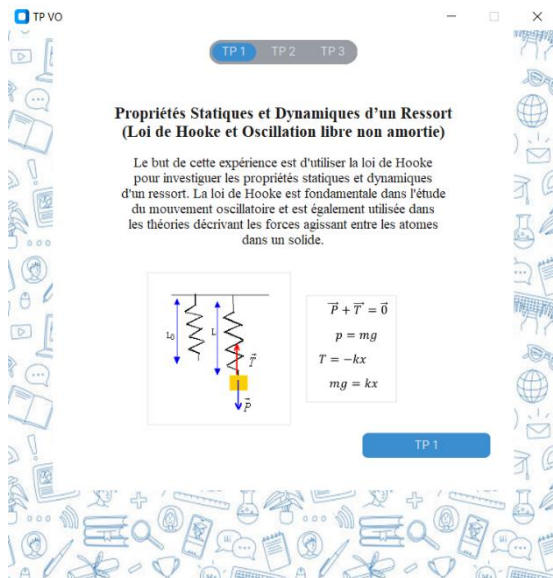 TP VO
TP 1 TP 2 TP 3
Propriétés Statiques et Dynamiques d’un Ressort
(Loi de Hooke et Oscillation libre non amortie)
Le but de cette expérience est d'utiliser la loi de Hooke
pour investiguer les propriétés statiques et dynamiques
d'un ressort. La loi de Hooke est fondamentale dans l'étude
du mouvement oscillatoire et est également utilisée dans
les théories décrivant les forces agissant entre les atomes
dans un solide.
L₀
L
T⃗
P⃗
P⃗ + T⃗ = 0⃗
p = mg
T = −kx
mg = kx
TP 1
Hi